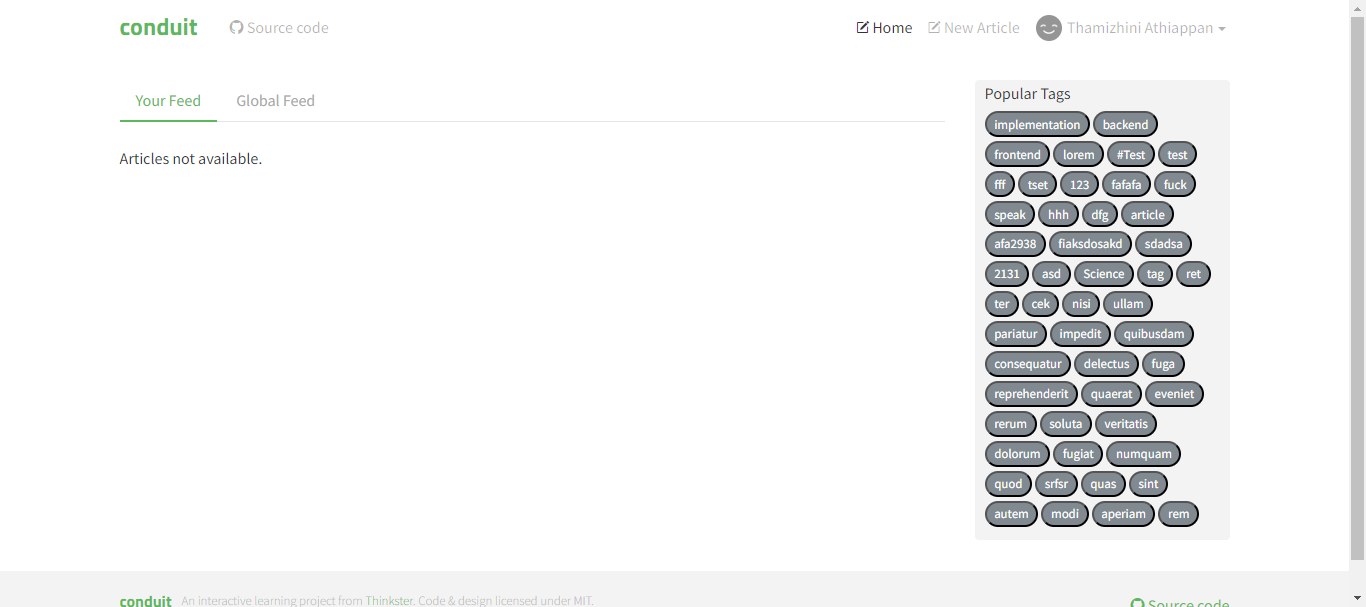 conduit Source code Home New Article Thamizhini Athiappan
Your Feed Global Feed
Articles not available.
Popular Tags
implementation backend
frontend lorem #Test test
fff tset 123 fafafa fuck
speak hhh dfg article
afa2938 fiaksdosakd sdadsa
2131 asd Science tag ret
ter cek nisi ullam
pariatur impedit quibusdam
consequatur delectus fuga
reprehenderit quaerat eveniet
rerum soluta veritatis
dolorum fugiat numquam
quod srfsr quas sint
autem modi aperiam rem
conduit An interactive learning project from Thinkster. Code & design licensed under MIT. Source code